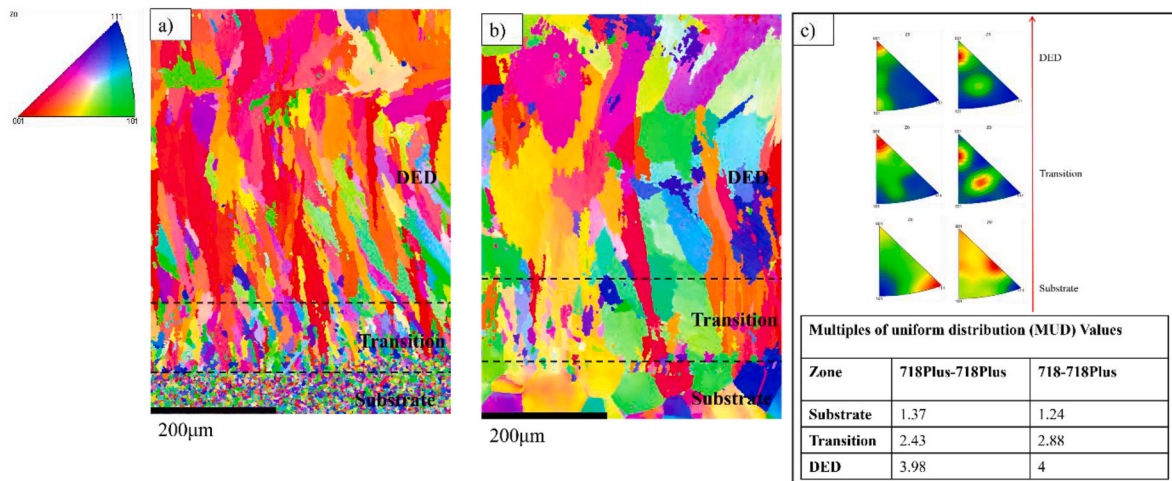 Z0
111
001
101
a)
DED
Transition
Substrate
200µm
b)
DED
Transition
Substrate
200µm
c)
DED
Transition
Substrate
Multiples of uniform distribution (MUD) Values
Zone 718Plus-718Plus 718-718Plus
Substrate 1.37 1.24
Transition 2.43 2.88
DED 3.98 4